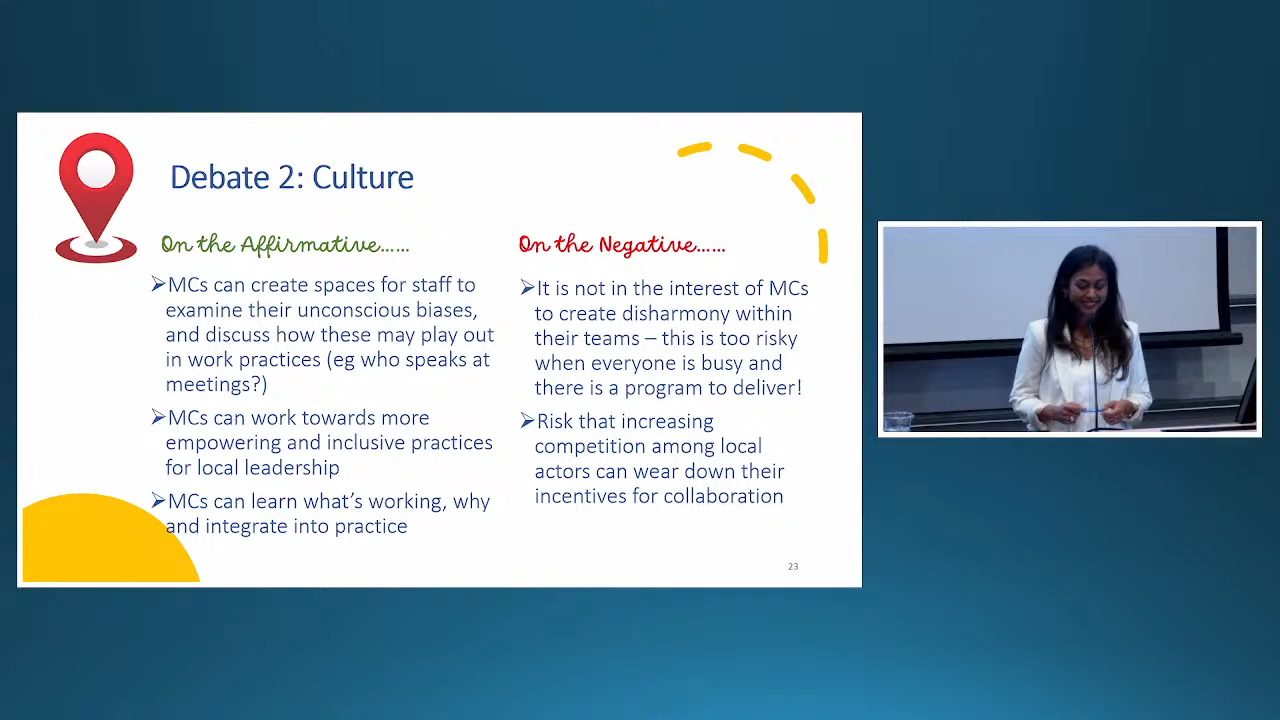 Debate 2: Culture
On the Affirmative......
➢MCs can create spaces for staff to
examine their unconscious biases,
and discuss how these may play out
in work practices (eg who speaks at
meetings?)
➢MCs can work towards more
empowering and inclusive practices
for local leadership
➢MCs can learn what's working, why
and integrate into practice
On the Negative......
➢It is not in the interest of MCs
to create disharmony within
their teams – this is too risky
when everyone is busy and
there is a program to deliver!
➢Risk that increasing
competition among local
actors can wear down their
incentives for collaboration
23